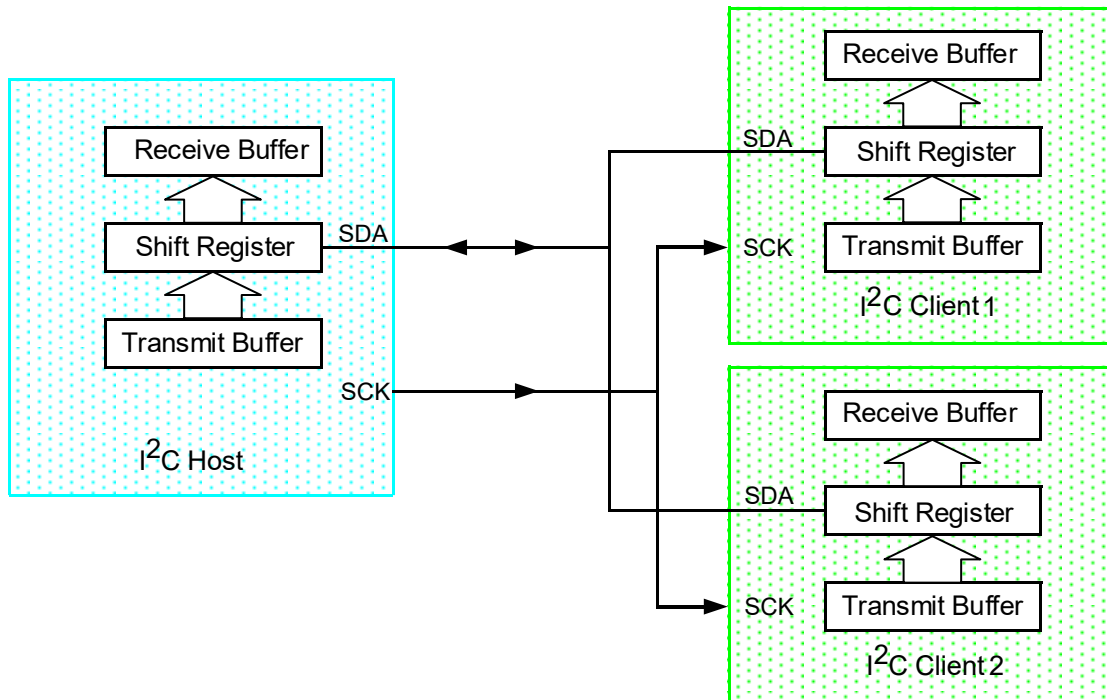 Receive Buffer
Shift Register
SDA
Transmit Buffer
SCK
I²C Host
Receive Buffer
SDA
Shift Register
SCK
Transmit Buffer
I²C Client 1
Receive Buffer
SDA
Shift Register
SCK
Transmit Buffer
I²C Client 2